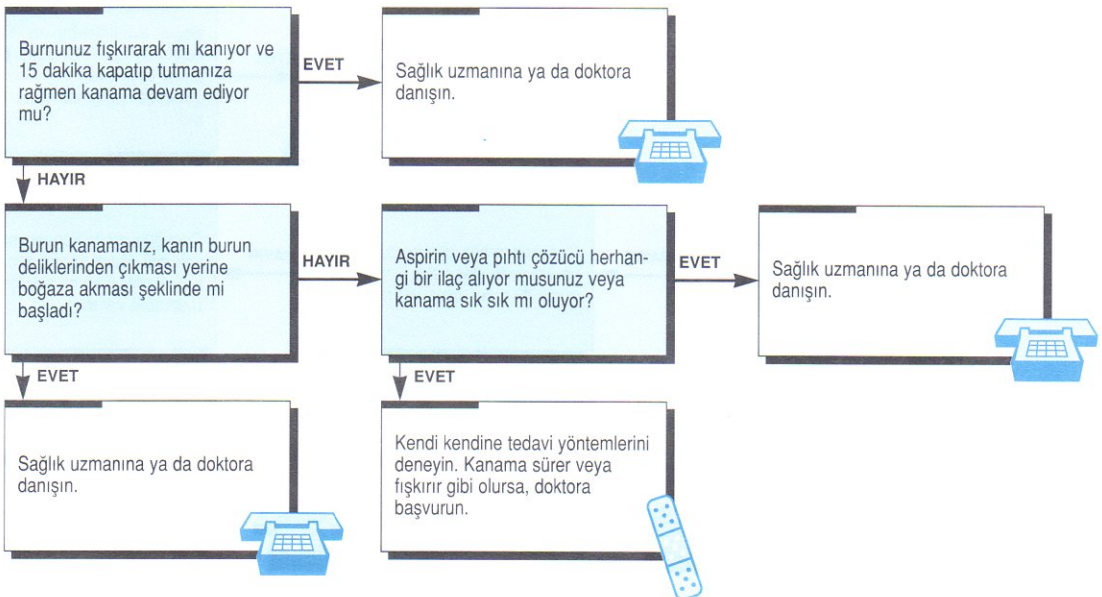 Burnunuz fışkırarak mı kanıyor ve
15 dakika kapatıp tutmanıza
rağmen kanama devam ediyor
mu?
EVET
Sağlık uzmanına ya da doktora
danışın.
HAYIR
Burun kanamanız, kanın burun
deliklerinden çıkması yerine
boğaza akması şeklinde mi
başladı?
HAYIR
Aspirin veya pıhtı çözücü herhan-
gi bir ilaç alıyor musunuz veya
kanama sık sık mı oluyor?
EVET
Sağlık uzmanına ya da doktora
danışın.
EVET
Sağlık uzmanına ya da doktora
danışın.
EVET
Kendi kendine tedavi yöntemlerini
deneyin. Kanama sürer veya
fışkırır gibi olursa, doktora
başvurun.